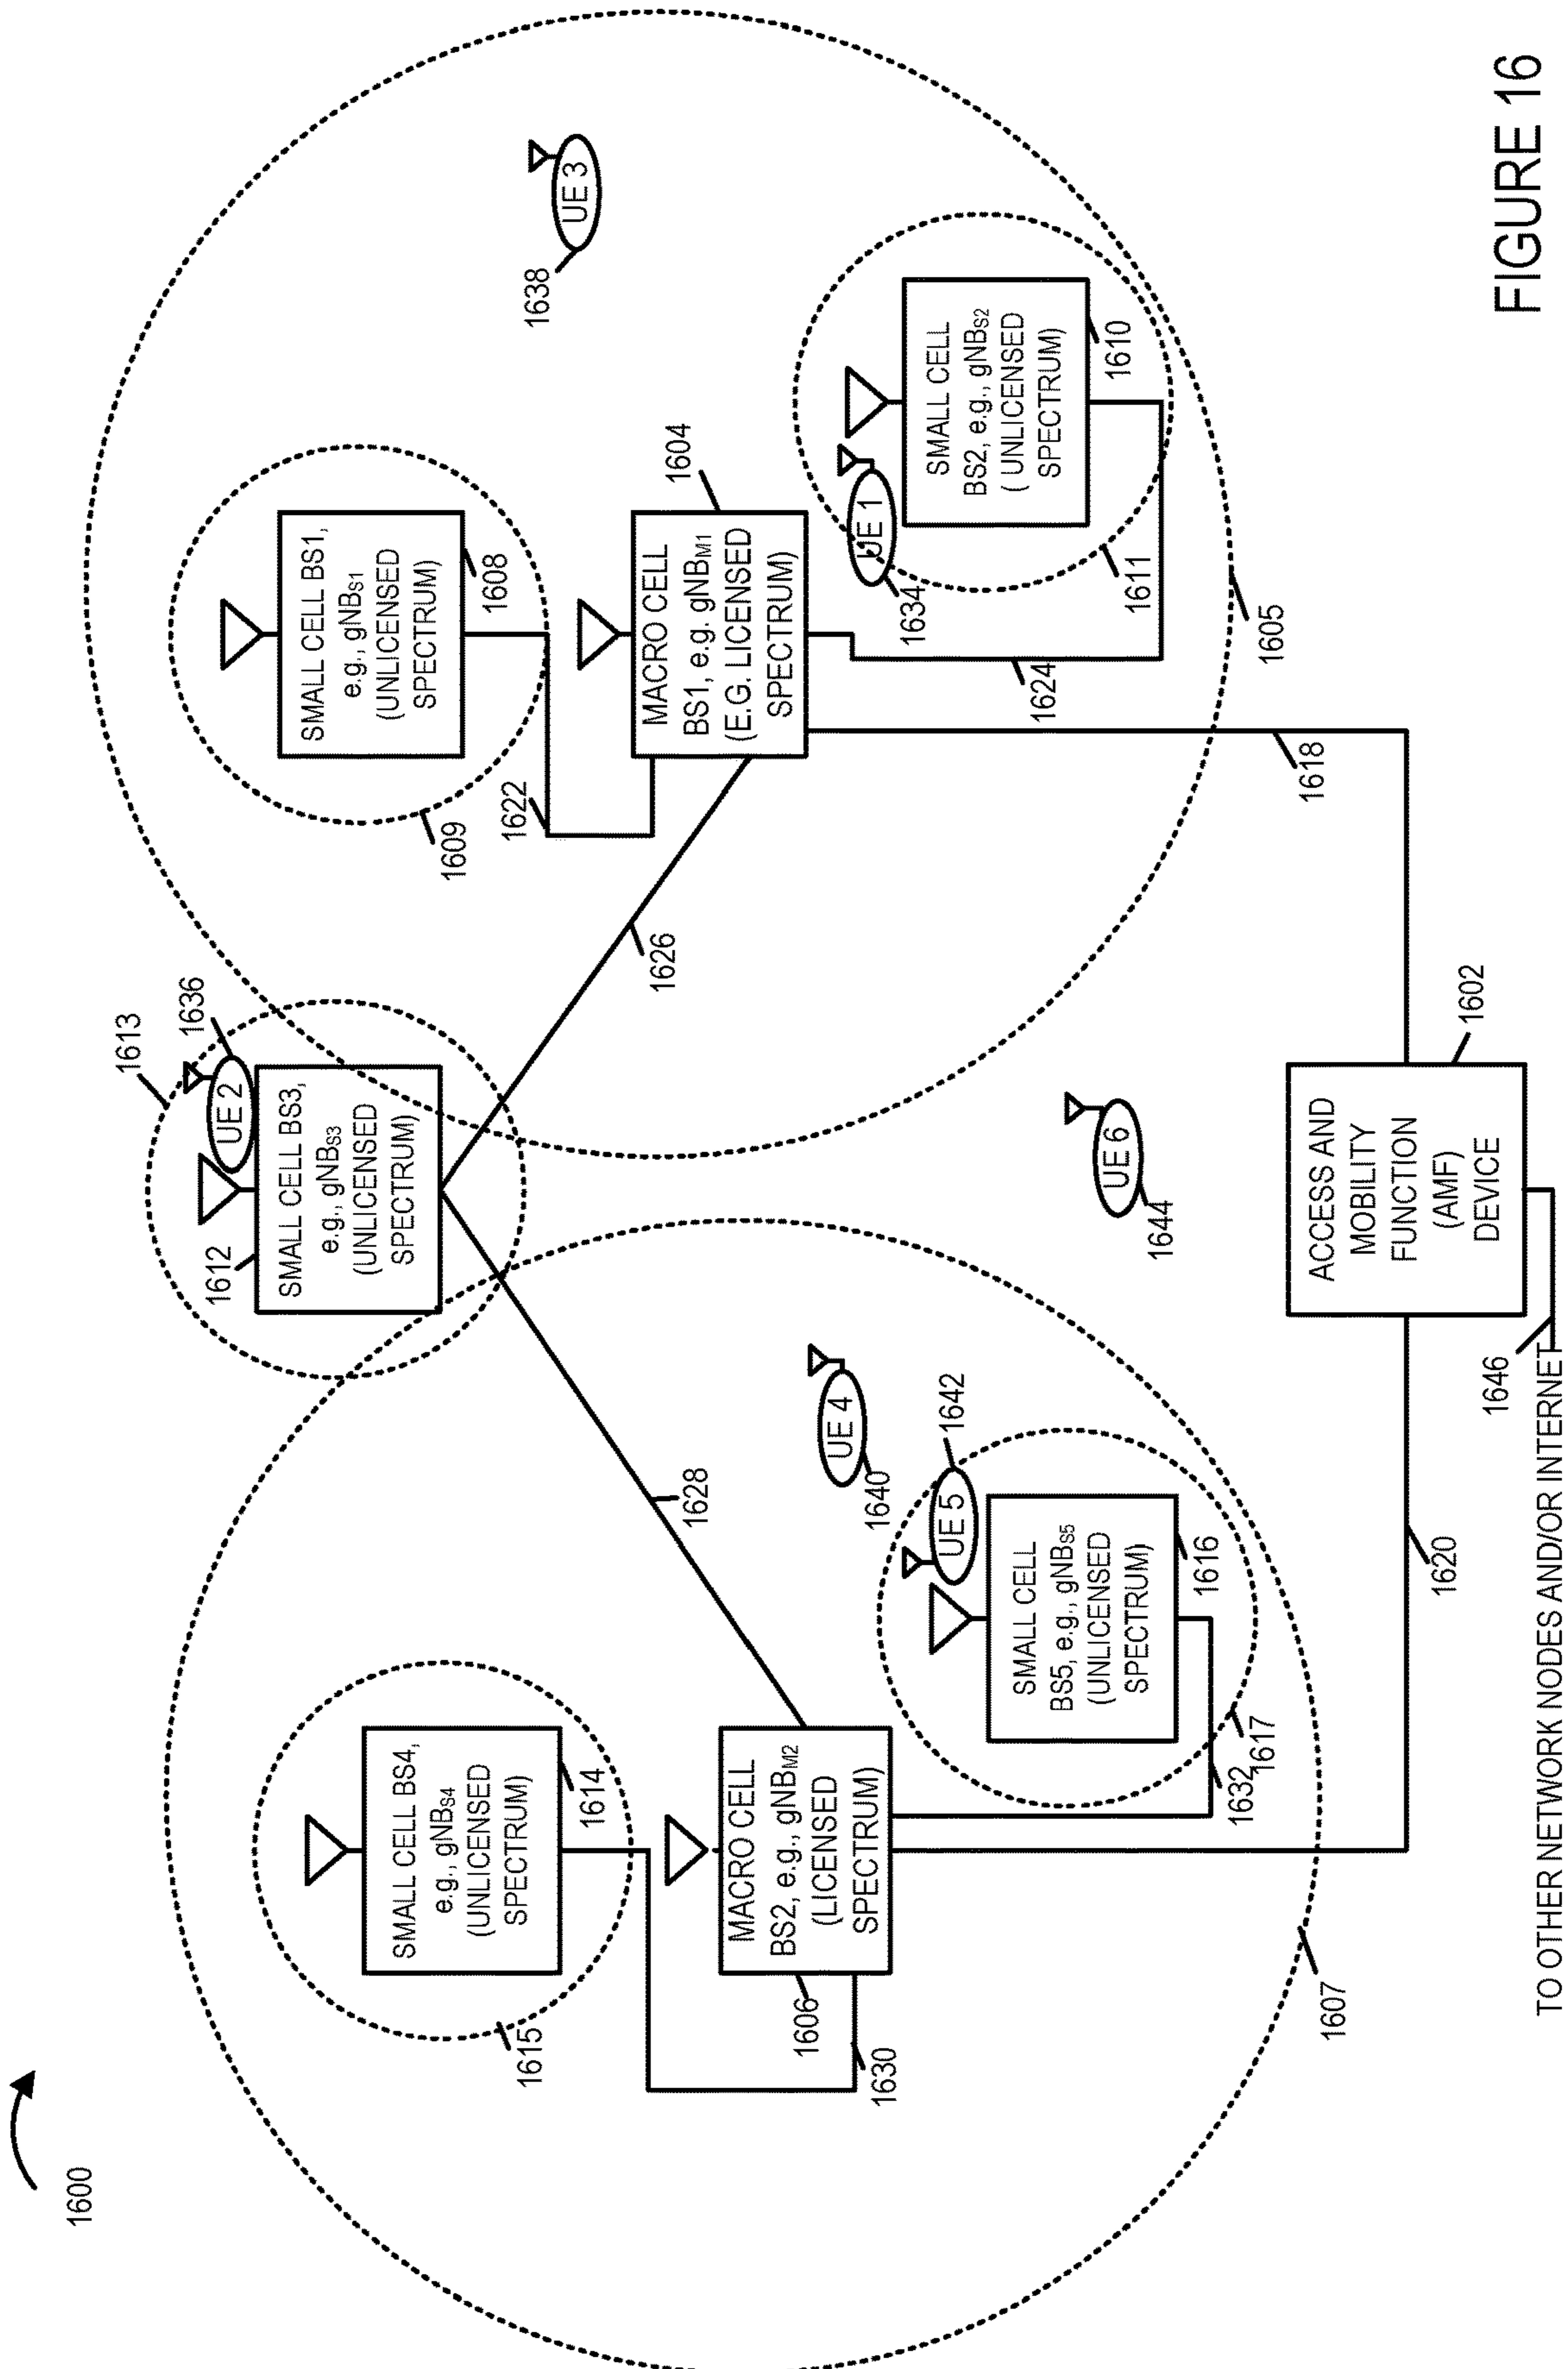 1600
SMALL CELL BS4,
e.g., gNBS4
(UNLICENSED
SPECTRUM)
1614
1615
MACRO CELL
BS2, e.g., gNBM2
(LICENSED
SPECTRUM)
1606
1630
1607
SMALL CELL
BS5, e.g., gNBS5
(UNLICENSED
SPECTRUM)
1616
1617
1632
UE 5
1642
UE 4
1640
1628
1620
SMALL CELL BS3,
e.g., gNBS3
(UNLICENSED
SPECTRUM)
1612
1613
UE 2
1636
1626
UE 6
1644
ACCESS AND
MOBILITY
FUNCTION
(AMF)
DEVICE
1602
1646
TO OTHER NETWORK NODES AND/OR INTERNET
1618
SMALL CELL BS1,
e.g., gNBS1
(UNLICENSED
SPECTRUM)
1608
1609
1622
MACRO CELL
BS1, e.g. gNBM1
(E.G. LICENSED
SPECTRUM)
1604
1624
UE 1
1634
SMALL CELL
BS2, e.g., gNBS2
( UNLICENSED
SPECTRUM)
1610
1611
1605
UE 3
1638
FIGURE 16